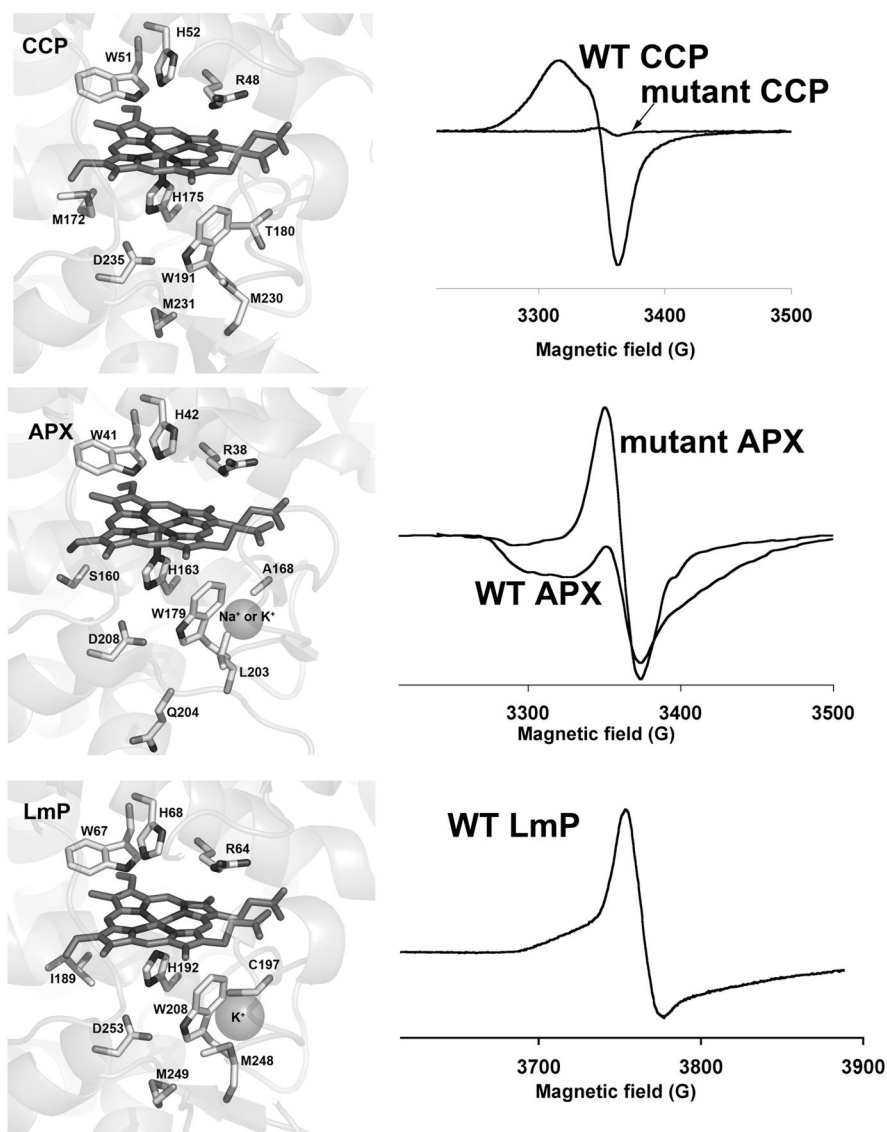 CCP
H52
W51
R48
H175
M172
T180
D235
W191
M231
M230
WT CCP
mutant CCP
3300
3400
3500
Magnetic field (G)
APX
H42
W41
R38
H163
A168
S160
W179
Na⁺ or K⁺
D208
L203
Q204
mutant APX
WT APX
3300
3400
3500
Magnetic field (G)
LmP
H68
W67
R64
H192
C197
I189
W208
K⁺
D253
M248
M249
WT LmP
3700
3800
3900
Magnetic field (G)